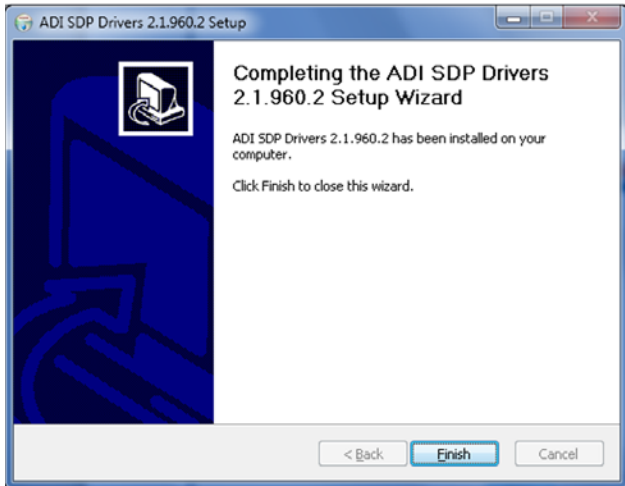 ADI SDP Drivers 2.1.960.2 Setup
Completing the ADI SDP Drivers
2.1.960.2 Setup Wizard
ADI SDP Drivers 2.1.960.2 has been installed on your
computer.
Click Finish to close this wizard.
< Back Finish Cancel